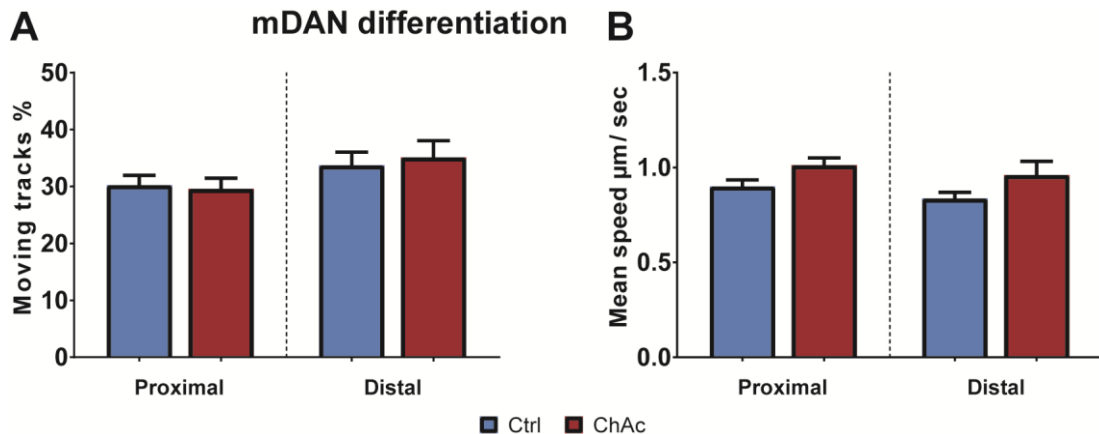 A
mDAN differentiation
B
Moving tracks %
50
40
30
20
10
0
Proximal
Distal
Mean speed µm/ sec
1.5
1.0
0.5
0.0
Proximal
Distal
Ctrl
ChAc